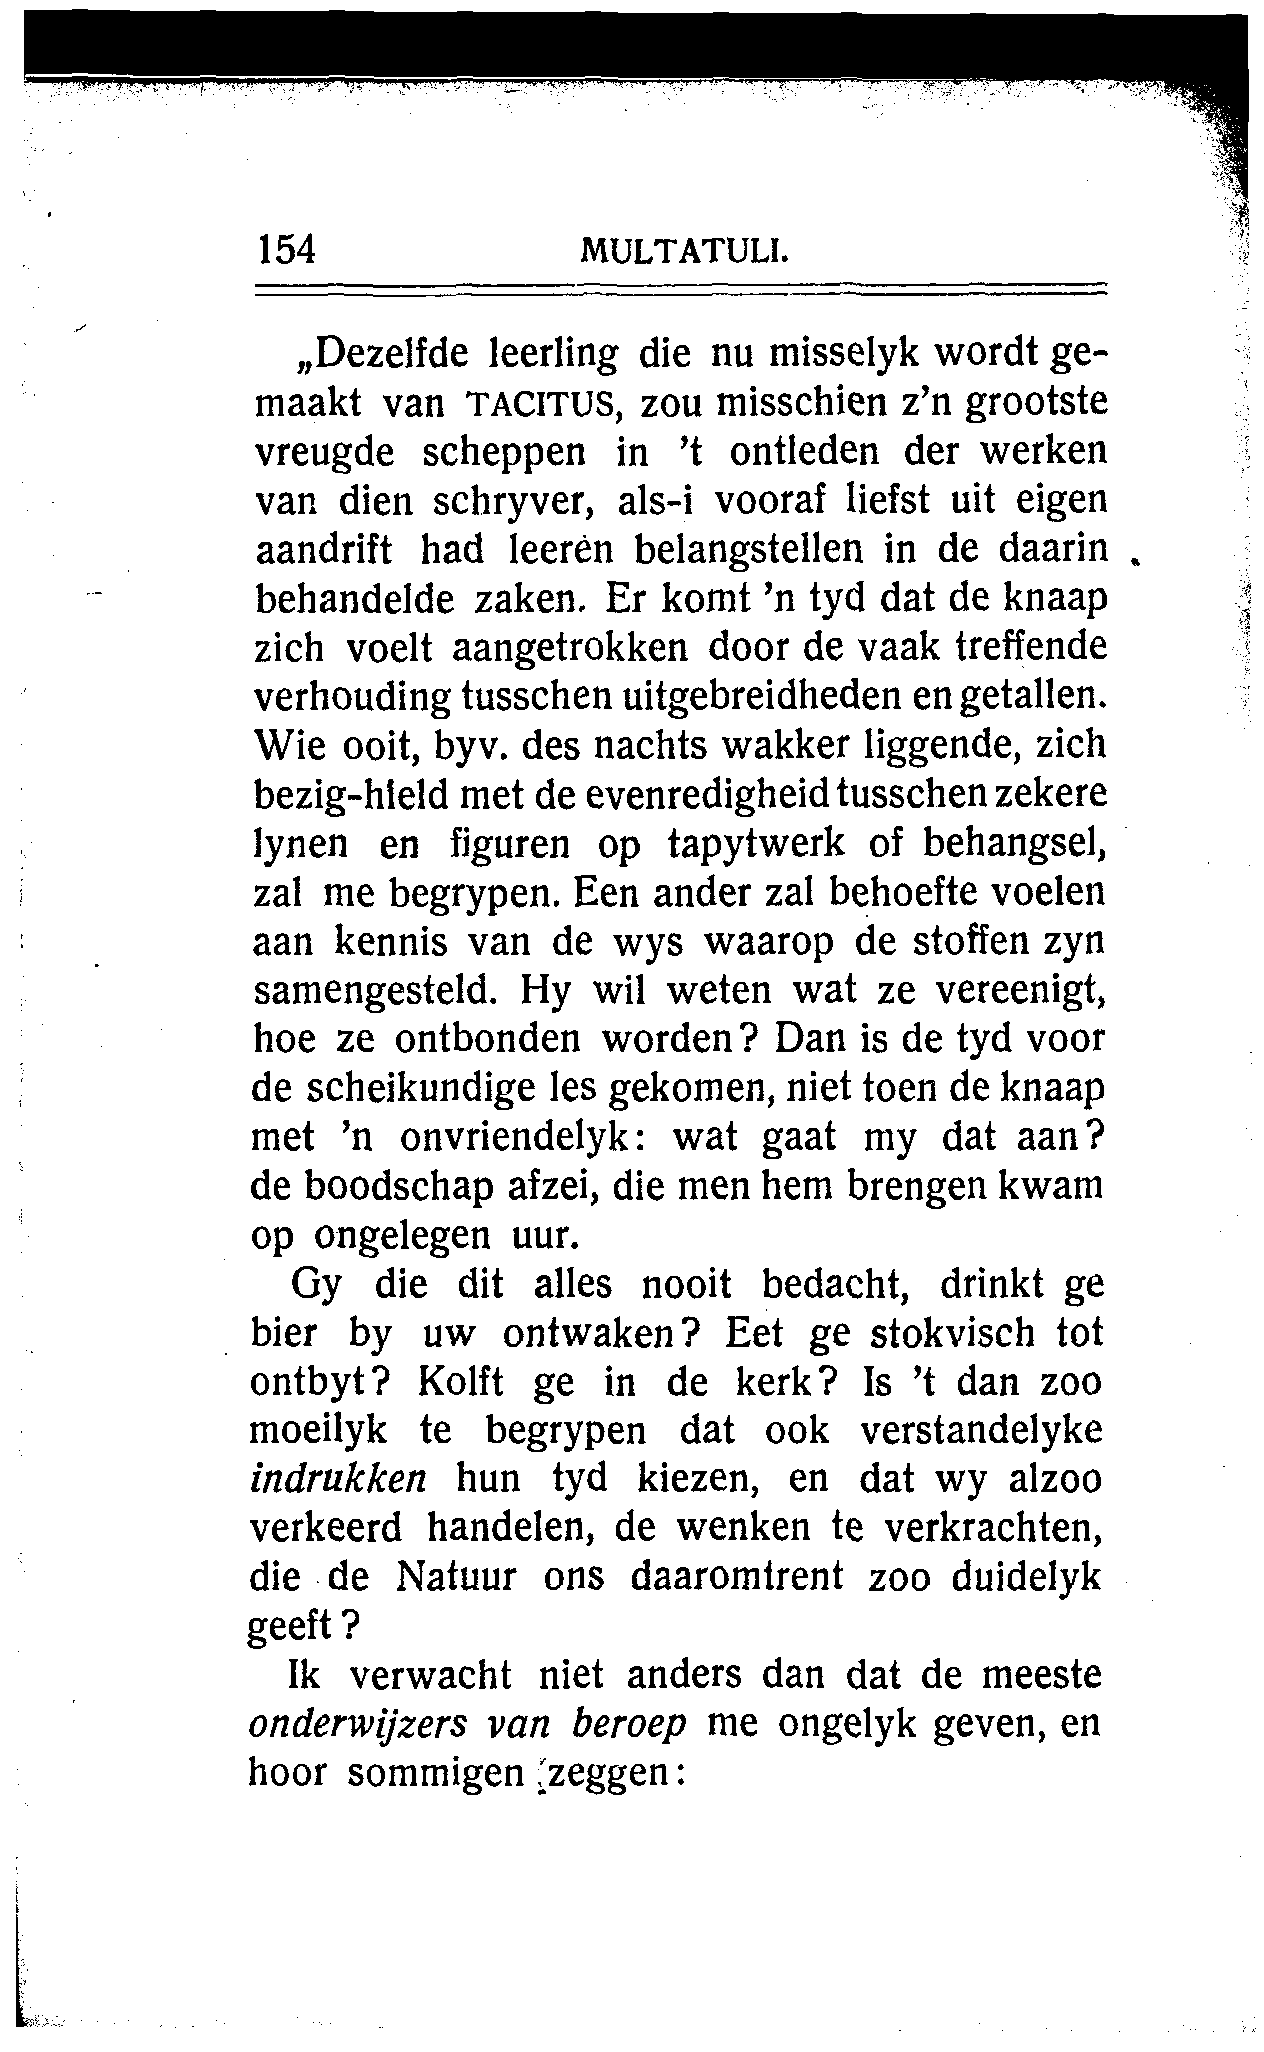 154 MULTATULI.
„Dezelfde leerling die nu misselyk wordt ge-
maakt van TACITUS, zou misschien z'n grootste
vreugde scheppen in 't ontleden der werken
van dien schryver, als-i vooraf liefst uit eigen
aandrift had leeren belangstellen in de daarin
behandelde zaken. Er komt 'n tyd dat de knaap
zich voelt aangetrokken door de vaak treffende
verhouding tusschen uitgebreidheden en getallen.
Wie ooit, byv. des nachts wakker liggende, zich
bezig-hield met de evenredigheid tusschen zekere
lynen en figuren op tapytwerk of behangsel,
zal me begrypen. Een ander zal behoefte voelen
aan kennis van de wys waarop de stoffen zyn
samengesteld. Hy wil weten wat ze vereenigt,
hoe ze ontbonden worden? Dan is de tyd voor
de scheikundige les gekomen, niet toen de knaap
met 'n onvriendelyk: wat gaat my dat aan?
de boodschap afzei, die men hem brengen kwam
op ongelegen uur.
Gy die dit alles nooit bedacht, drinkt ge
bier by uw ontwaken? Eet ge stokvisch tot
ontbyt? Kolft ge in de kerk? Is 't dan zoo
moeilyk te begrypen dat ook verstandelyke
indrukken hun tyd kiezen, en dat wy alzoo
verkeerd handelen, de wenken te verkrachten,
die de Natuur ons daaromtrent zoo duidelyk
geeft?
Ik verwacht niet anders dan dat de meeste
onderwijzers van beroep me ongelyk geven, en
hoor sommigen zeggen: